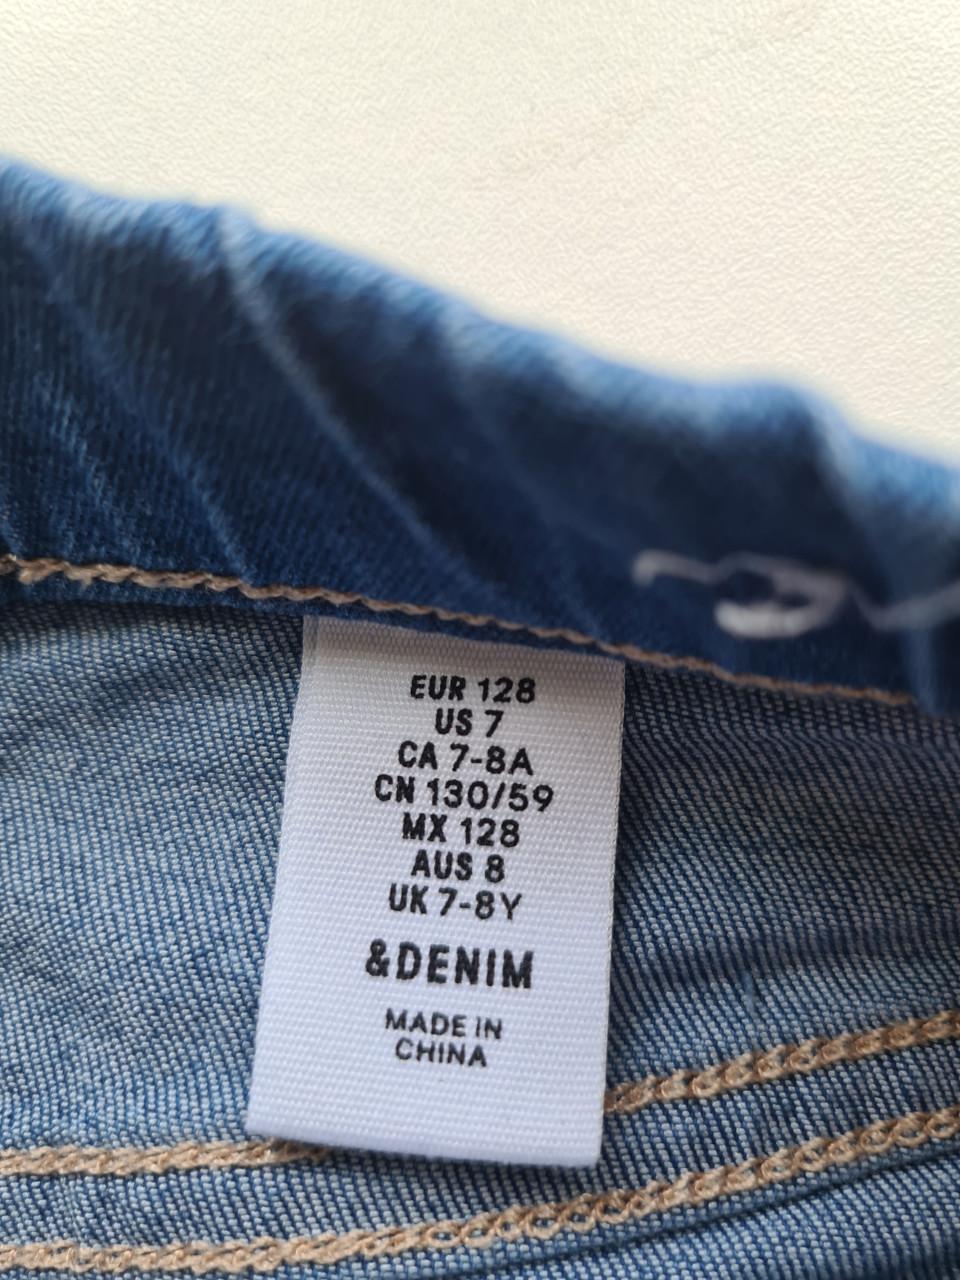 EUR 128
US 7
CA 7-8A
CN 130/59
MX 128
AUS 8
UK 7-8Y
&DENIM
MADE IN
CHINA